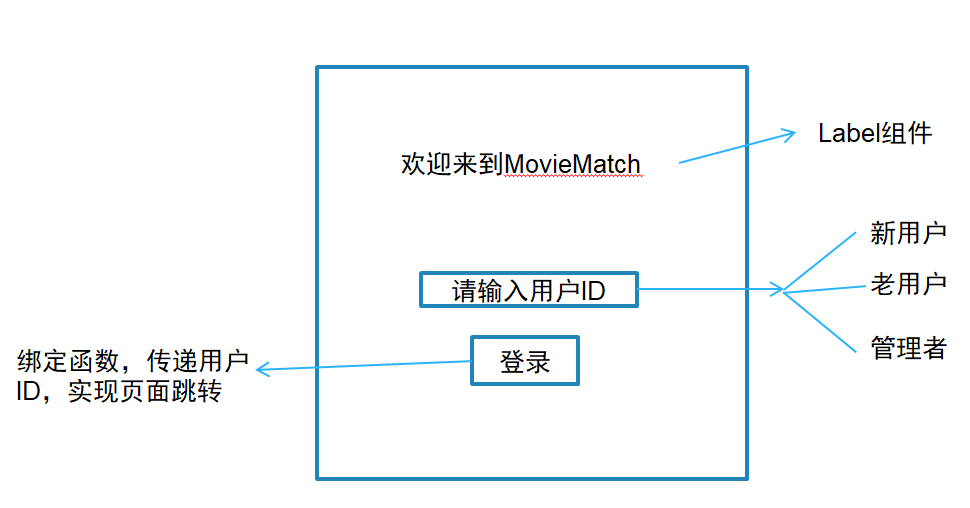 Label组件
欢迎来到MovieMatch
新用户
请输入用户ID
老用户
登录
管理者
绑定函数，传递用户
ID，实现页面跳转